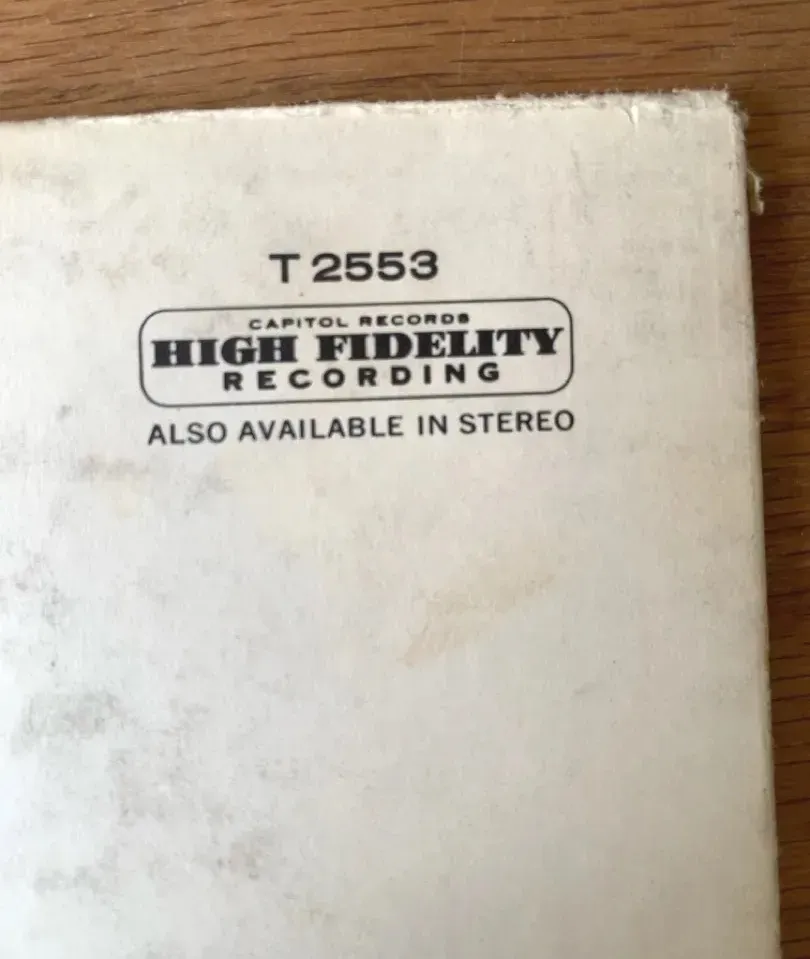 T 2553
CAPITOL RECORDS
HIGH FIDELITY
RECORDING
ALSO AVAILABLE IN STEREO